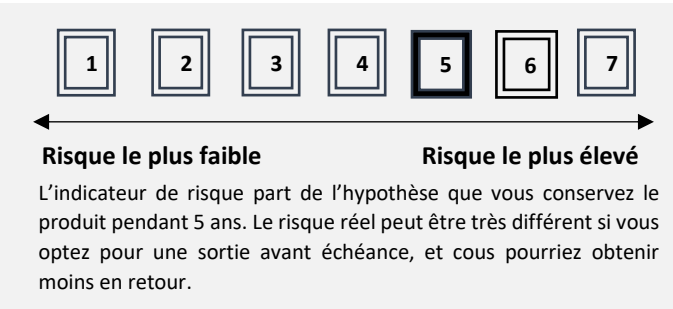 1 2 3 4 5 6 7
Risque le plus faible Risque le plus élevé
L’indicateur de risque part de l’hypothèse que vous conservez le
produit pendant 5 ans. Le risque réel peut être très différent si vous
optez pour une sortie avant échéance, et cous pourriez obtenir
moins en retour.